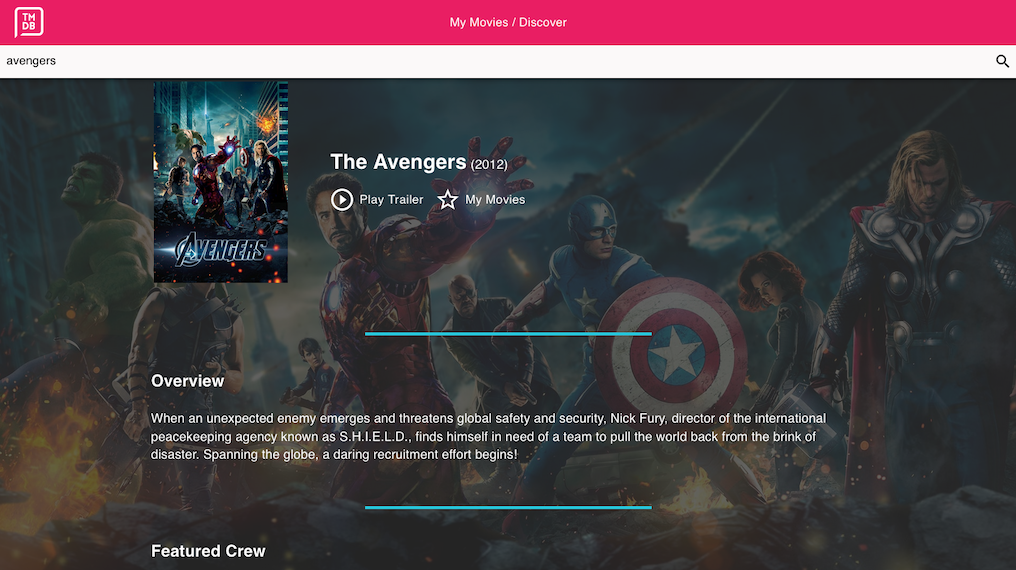 TM
DB
My Movies / Discover
avengers
AVENGERS
The Avengers (2012)
Play Trailer
My Movies
Overview
When an unexpected enemy emerges and threatens global safety and security, Nick Fury, director of the international
peacekeeping agency known as S.H.I.E.L.D., finds himself in need of a team to pull the world back from the brink of
disaster. Spanning the globe, a daring recruitment effort begins!
Featured Crew